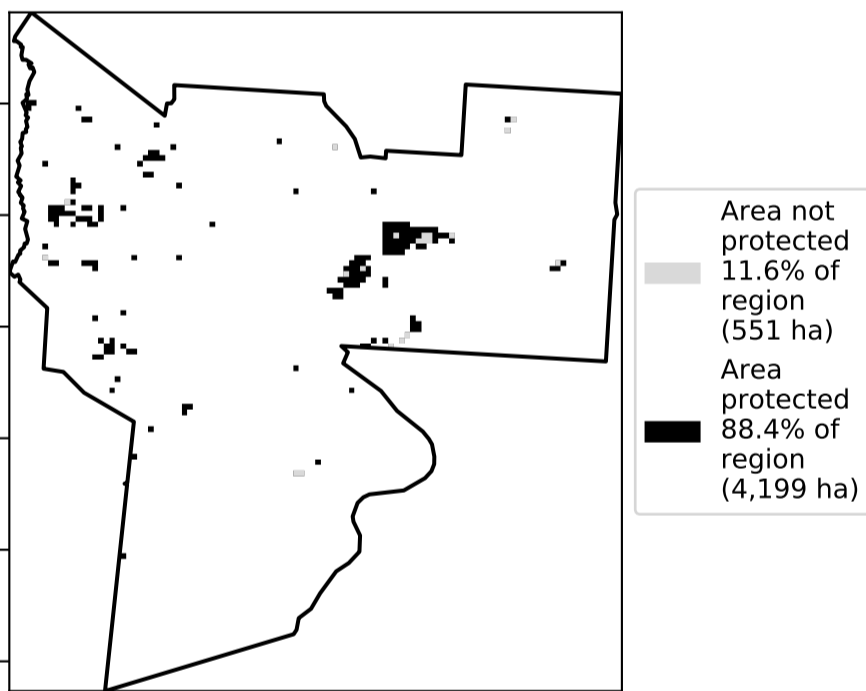 Area not
protected
11.6% of
region
(551 ha)
Area
protected
88.4% of
region
(4,199 ha)